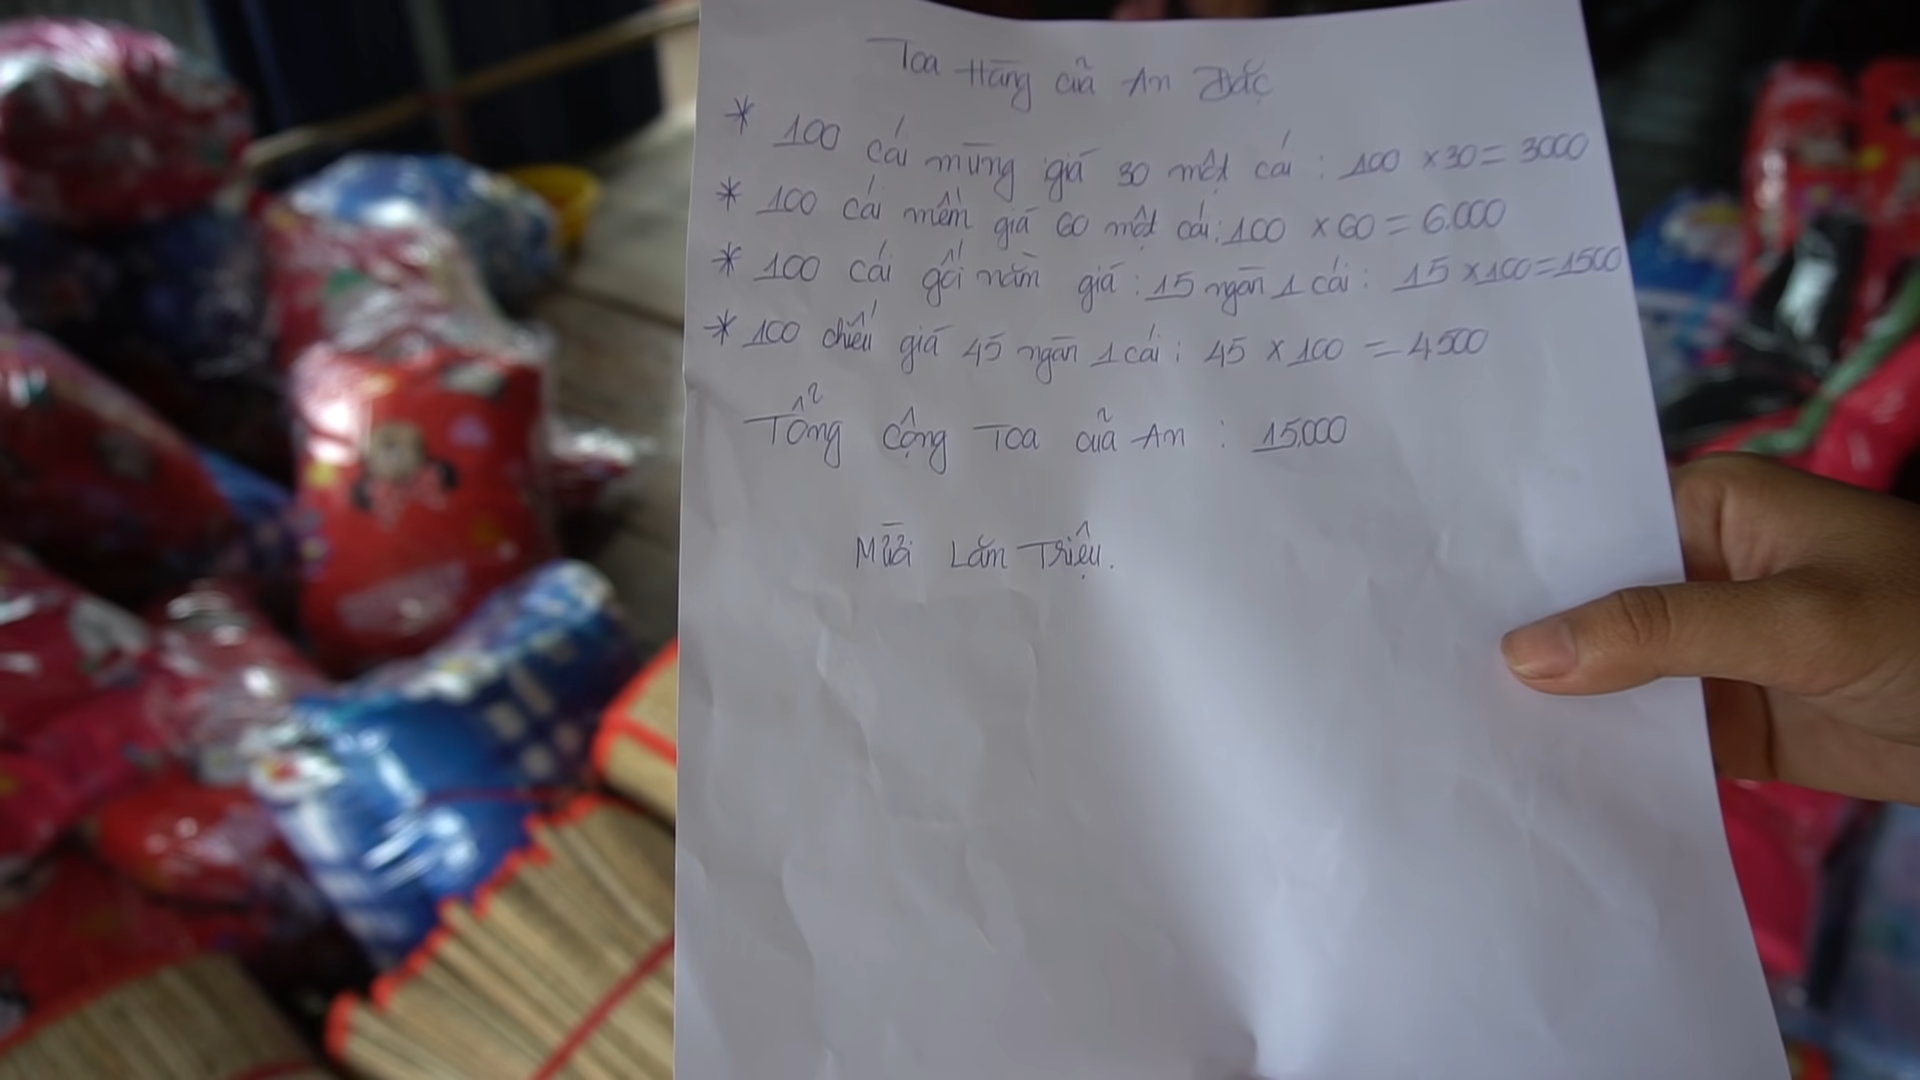 Toa Hàng của An Đặc
* 100 cái mùng giá 30 một cái : 100 x 30 = 3000
* 100 cái mền giá 60 một cái: 100 x 60 = 6.000
* 100 cái gối nằm giá : 15 ngàn 1 cái : 15 x 100 = 1500
* 100 chiếu giá 45 ngàn 1 cái : 45 x 100 = 4500
Tổng cộng Toa của An : 15.000
Mười Lăm Triệu.